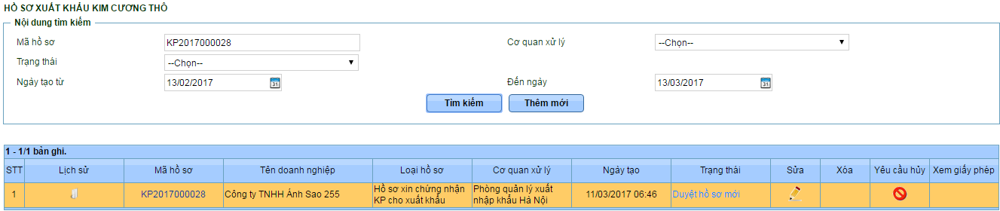 HỒ SƠ XUẤT KHẨU KIM CƯƠNG THÔ
Nội dung tìm kiếm
Mã hồ sơ KP2017000028 Cơ quan xử lý --Chọn--
Trạng thái --Chọn--
Ngày tạo từ 13/02/2017 31 Đến ngày 13/03/2017 31
Tìm kiếm Thêm mới
1 - 1/1 bản ghi.
STT Lịch sử Mã hồ sơ Tên doanh nghiệp Loại hồ sơ Cơ quan xử lý Ngày tạo Trạng thái Sửa Xóa Yêu cầu hủy Xem giấy phép
1 KP2017000028 Công ty TNHH Ánh Sao 255 Hồ sơ xin chứng nhận Phòng quản lý xuất 11/03/2017 06:46 Duyệt hồ sơ mới
KP cho xuất khẩu nhập khẩu Hà Nội